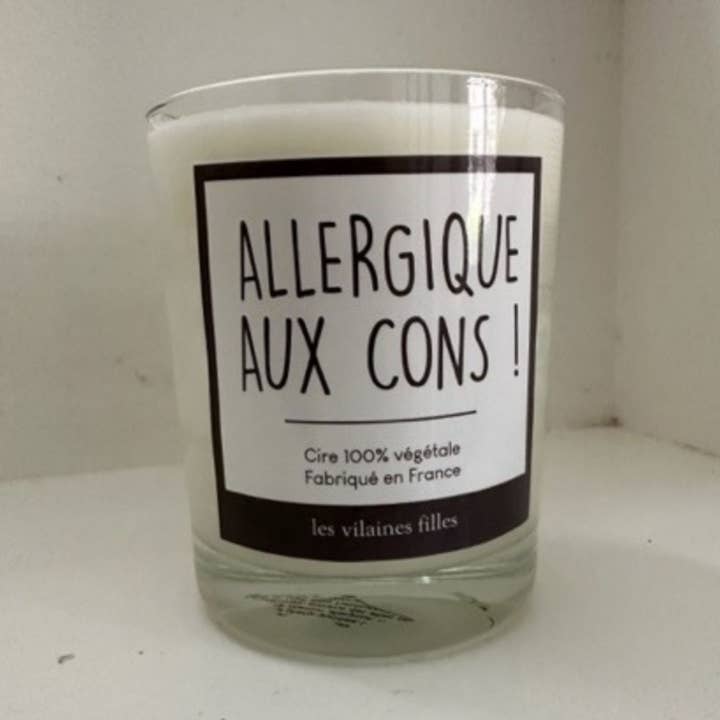 ALLERGIQUE
AUX CONS !
Cire 100% végétale
Fabriqué en France
les vilaines filles